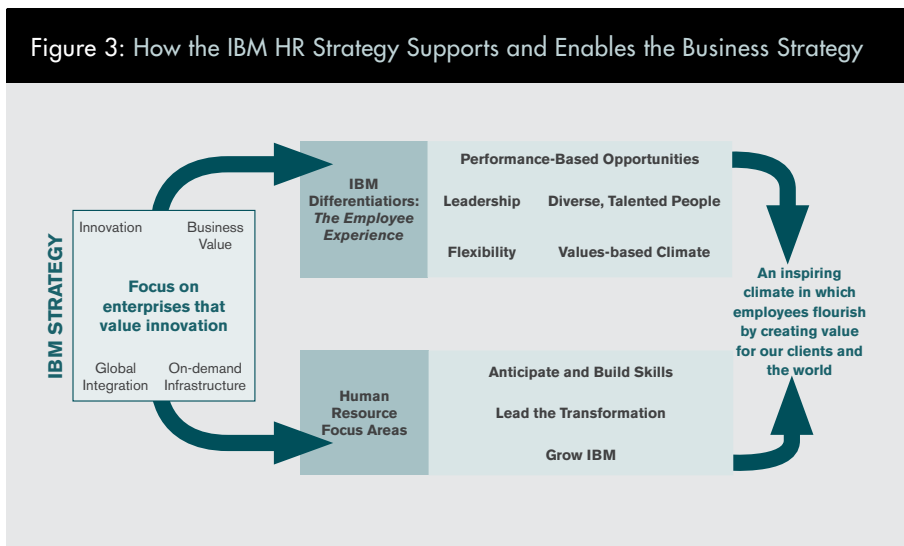 Figure 3: How the IBM HR Strategy Supports and Enables the Business Strategy
IBM STRATEGY
Innovation
Business
Value
Focus on
enterprises that
value innovation
Global
Integration
On-demand
Infrastructure
IBM
Differentiatiors:
The Employee
Experience
Performance-Based Opportunities
Leadership
Diverse, Talented People
Flexibility
Values-based Climate
Human
Resource
Focus Areas
Anticipate and Build Skills
Lead the Transformation
Grow IBM
An inspiring
climate in which
employees flourish
by creating value
for our clients and
the world